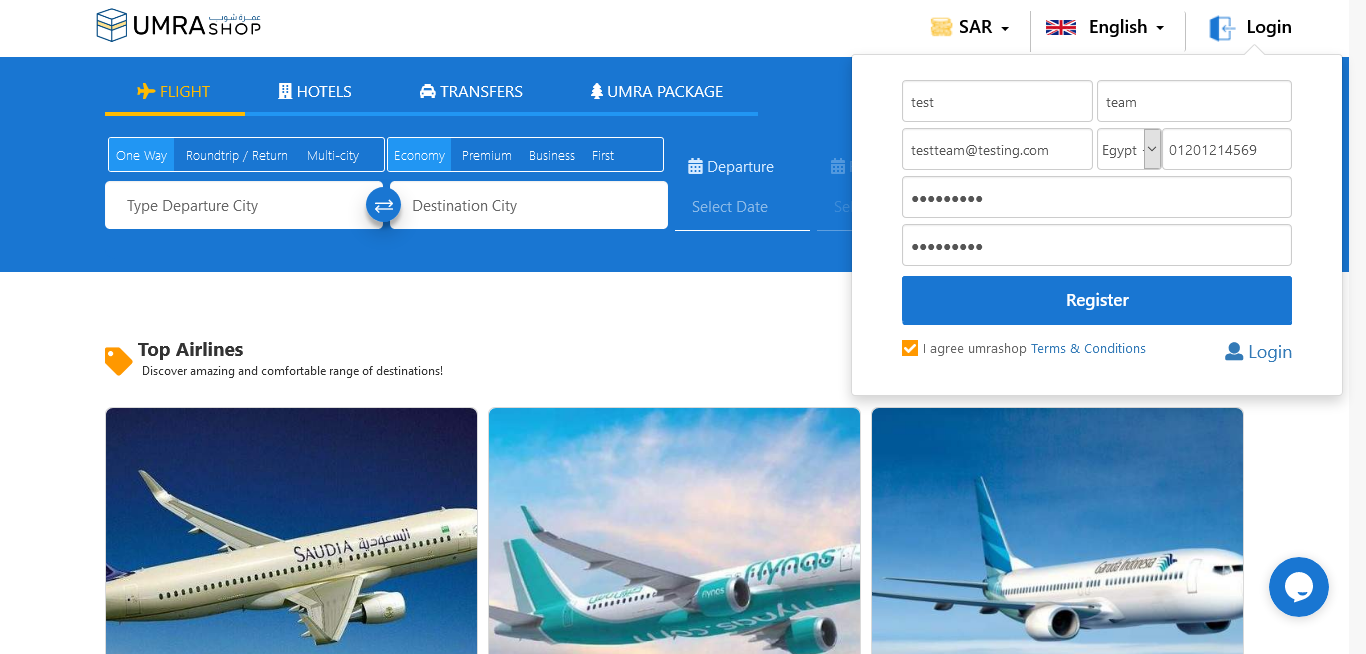 UMRA SHOP عمرة شوب
SAR
English
Login
FLIGHT
HOTELS
TRANSFERS
UMRA PACKAGE
One Way
Roundtrip / Return
Multi-city
Economy
Premium
Business
First
Departure
Type Departure City
Destination City
Select Date
test
team
testteam@testing.com
Egypt
01201214569
•••••••••
•••••••••
Register
I agree umrashop Terms & Conditions
Login
Top Airlines
Discover amazing and comfortable range of destinations!
SAUDIA السعودية
flynas
flynas
flynas.com
Garuda Indonesia